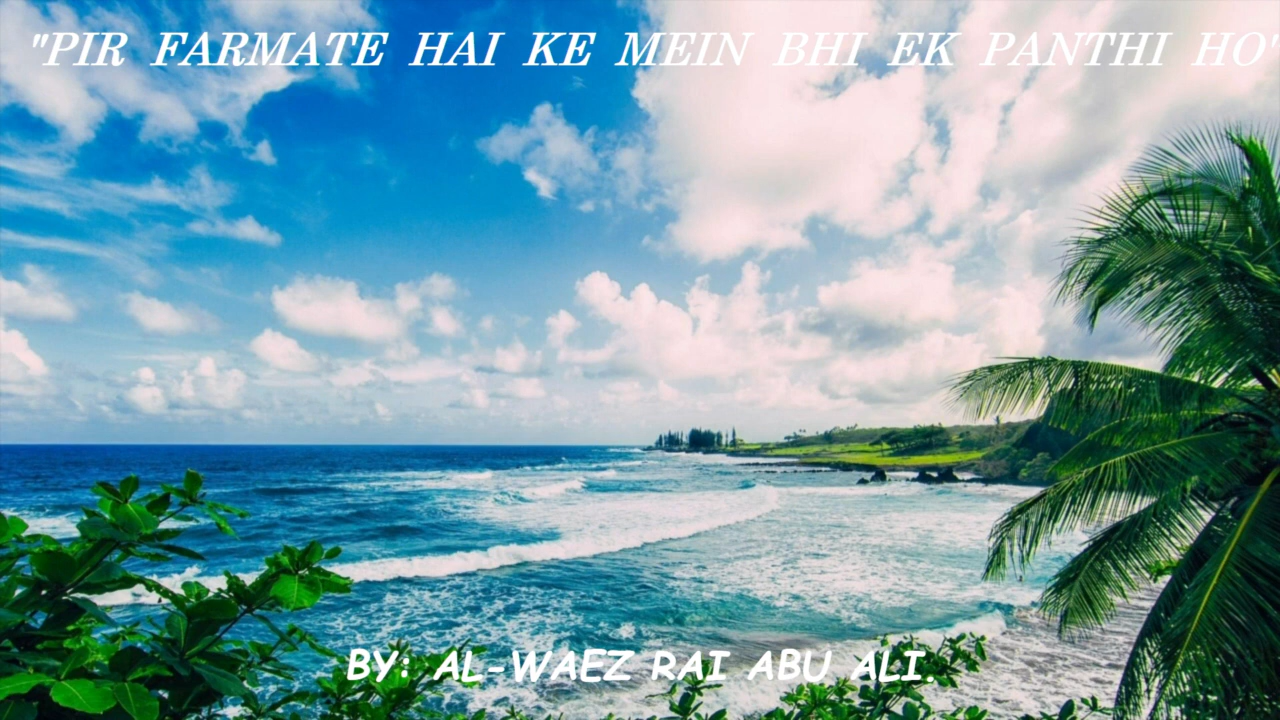 "PIR FARMATE HAI KE MEIN BHI EK PANTHI HO"
BY: AL-WAEZ RAI ABU ALI.